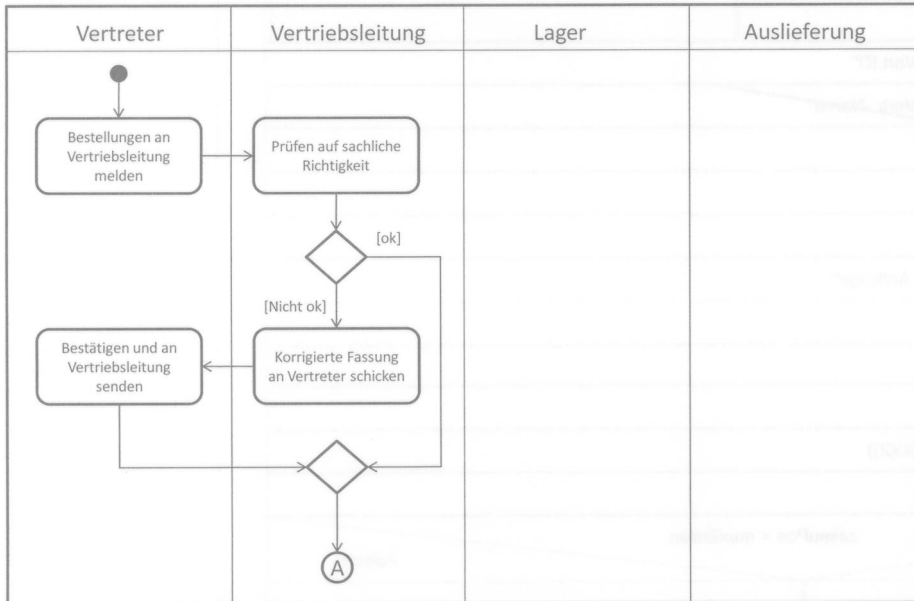 Vertreter
Vertriebsleitung
Lager
Auslieferung
Bestellungen an
Vertriebsleitung
melden
Prüfen auf sachliche
Richtigkeit
[ok]
[Nicht ok]
Bestätigen und an
Vertriebsleitung
senden
Korrigierte Fassung
an Vertreter schicken
A